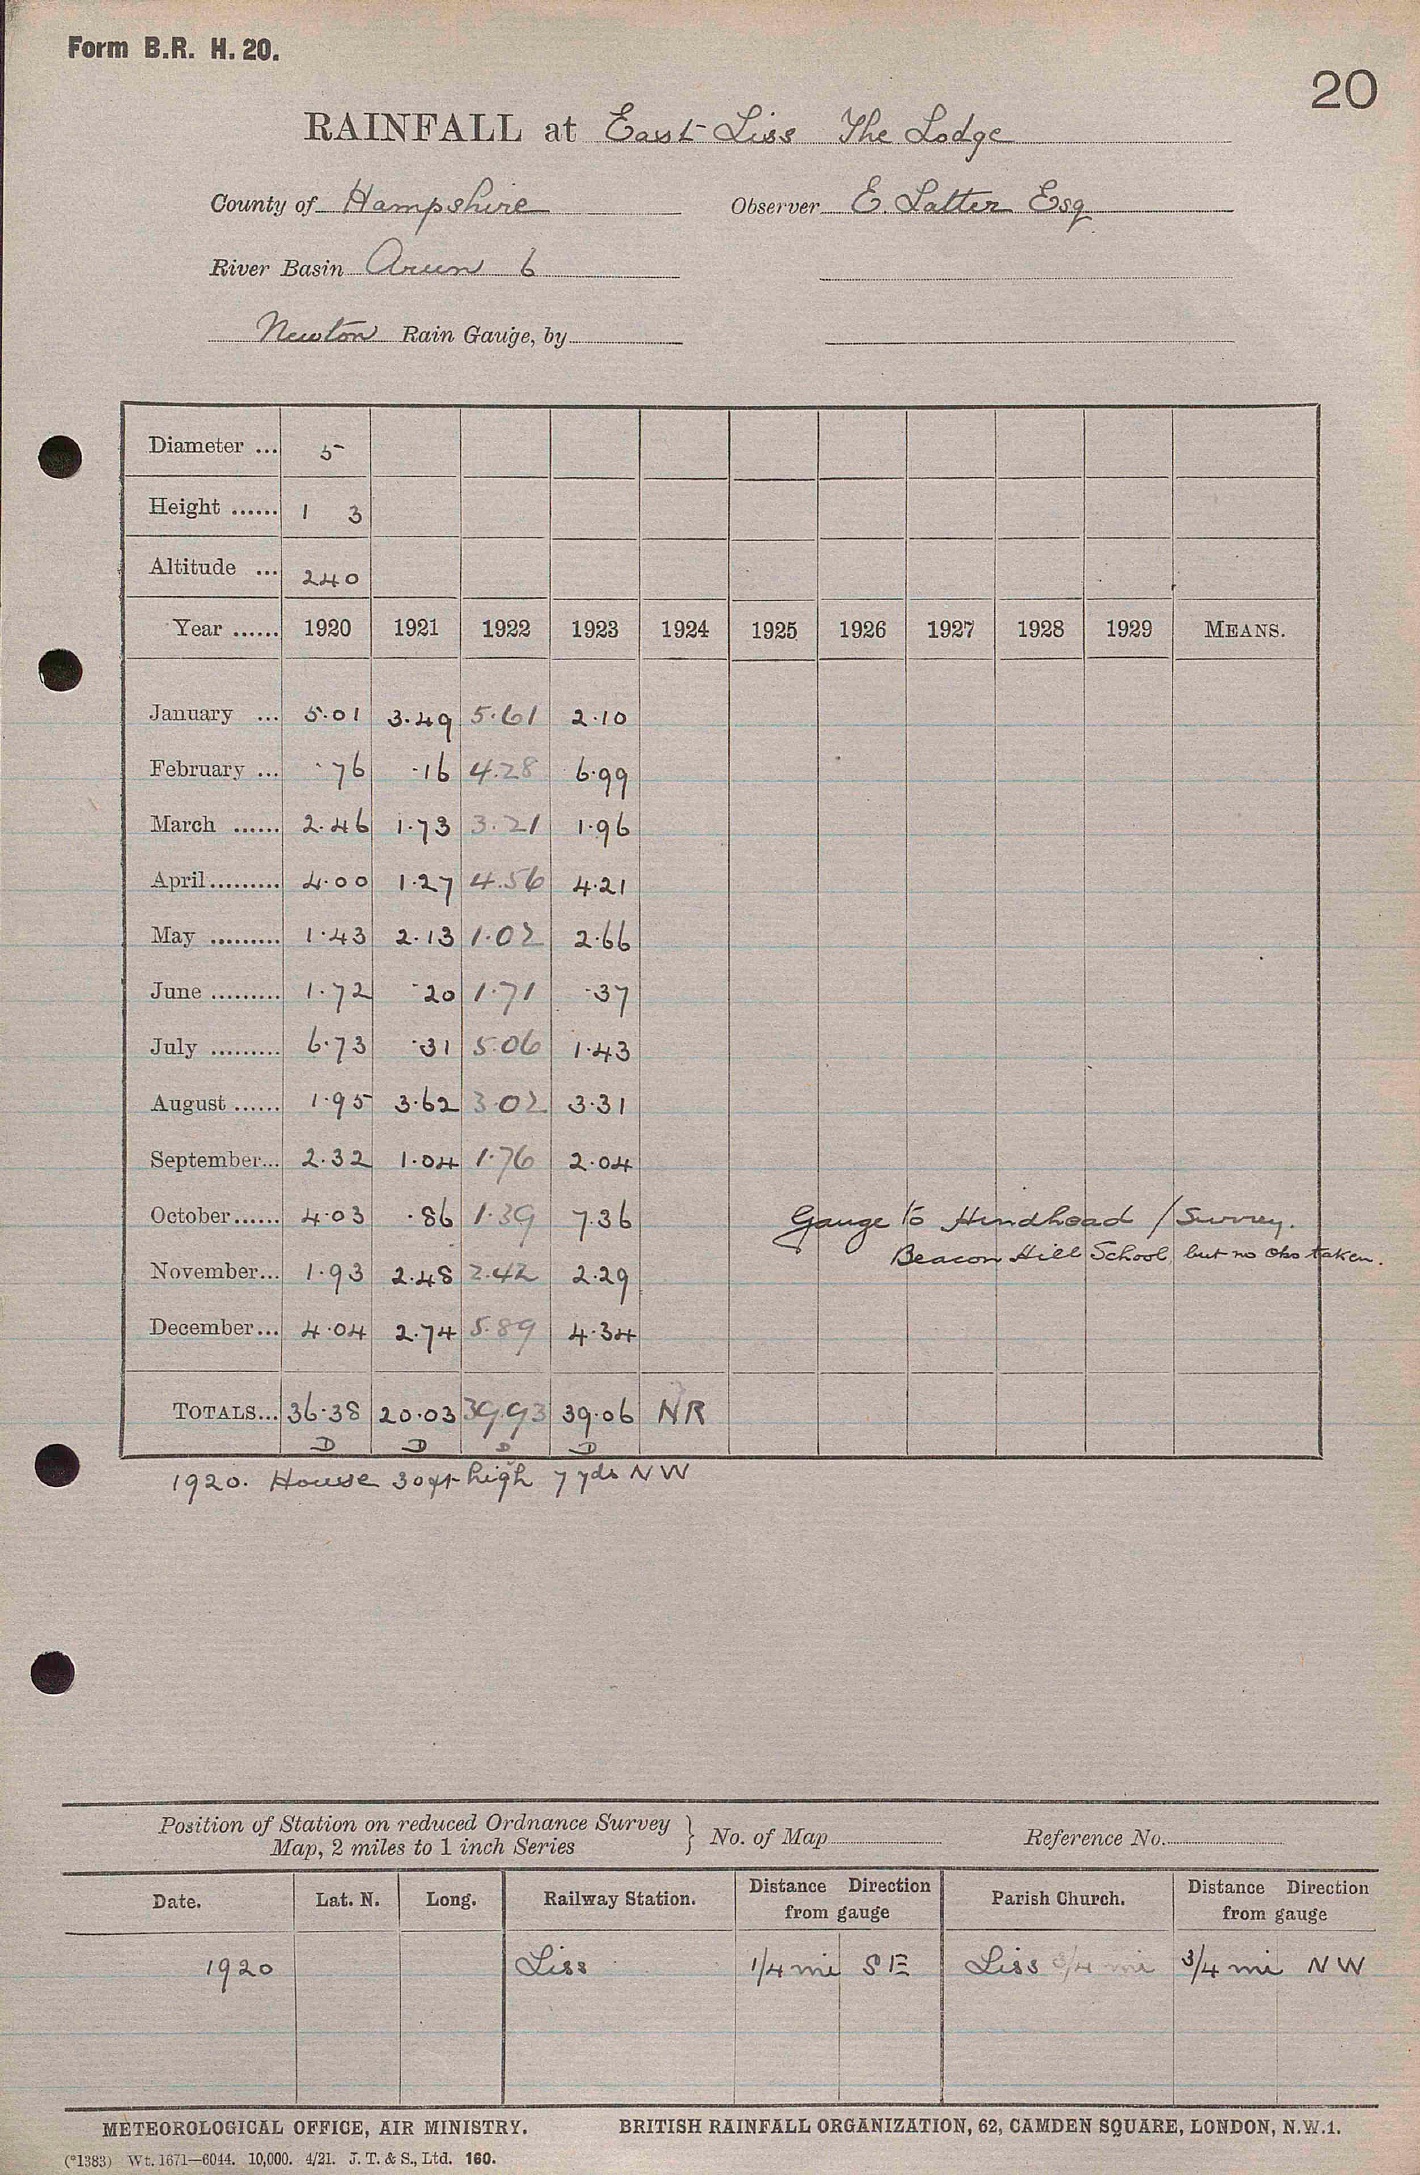 Form B.R. H. 20.
20
RAINFALL at East Liss The Lodge
County of Hampshire Observer E. Latter Esq
River Basin Arun 6
Newton Rain Gauge, by
Diameter ... 5
Height ...... 1 3
Altitude ... 240
Year ...... 1920 1921 1922 1923 1924 1925 1926 1927 1928 1929 MEANS.
January ... 5.01 3.49 5.61 2.10
February ... .76 .16 4.28 6.99
March ...... 2.46 1.73 3.21 1.96
April ......... 4.00 1.27 4.56 4.21
May ......... 1.43 2.13 1.02 2.66
June ......... 1.72 .20 1.71 .37
July ......... 6.73 .31 5.06 1.43
August ...... 1.95 3.62 3.02 3.31
September... 2.32 1.04 1.76 2.04
October...... 4.03 .86 1.39 7.36 Gauge to Hindhead / Surrey.
Beacon Hill School but no obs taken.
November... 1.93 2.48 2.42 2.29
December... 4.04 2.74 5.89 4.34
TOTALS... 36.38 20.03 39.93 39.06 NR
D D D D
1920. House 30ft high 7 yds NW
Position of Station on reduced Ordnance Survey
Map, 2 miles to 1 inch Series } No. of Map Reference No.
Date. Lat. N. Long. Railway Station. Distance Direction from gauge Parish Church. Distance Direction from gauge
1920 Liss 1/4 mi SE Liss 3/4 mi 3/4 mi NW
METEOROLOGICAL OFFICE, AIR MINISTRY. BRITISH RAINFALL ORGANIZATION, 62, CAMDEN SQUARE, LONDON, N.W.1.
(*1383) Wt. 1671—6044. 10,000. 4/21. J. T. & S., Ltd. 160.